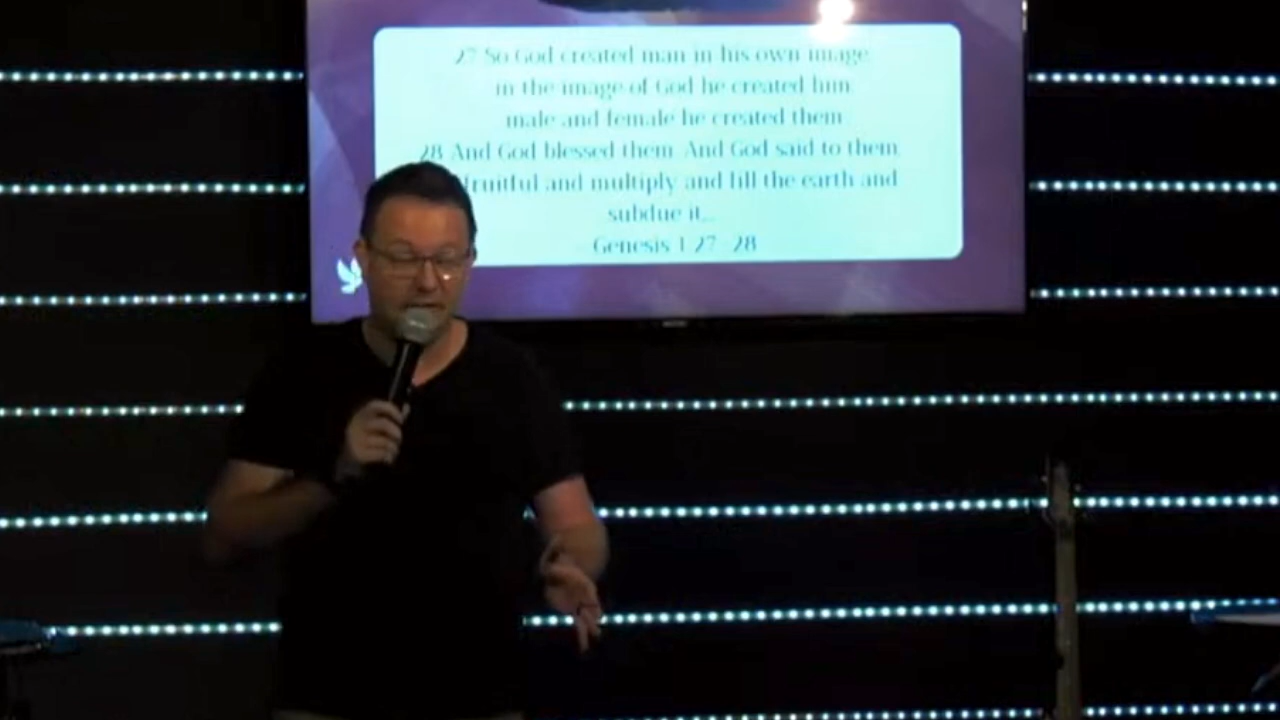 27 So God created man in his own image
in the image of God he created him
male and female he created them
28 And God blessed them. And God said to them,
fruitful and multiply and fill the earth and
subdue it...
Genesis 1 27-28